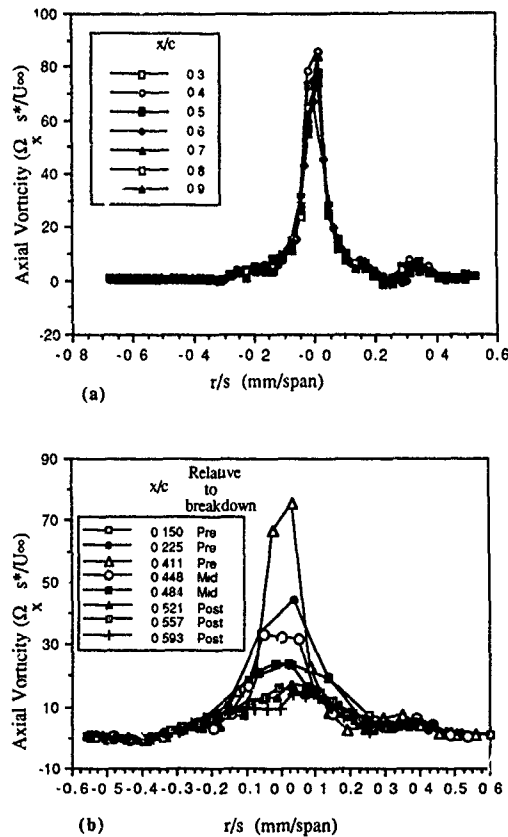 100
80
60
40
20
0
-20
Axial Vorticity (Ω_x s*/U∞)
x/c
0 3
0 4
0 5
0 6
0 7
0 8
0 9
-0 8 -0 6 -0 4 -0.2 -0 0 0.2 0 4 0 6
r/s (mm/span)
(a)
90
70
50
30
10
-10
Axial Vorticity (Ω_x s*/U∞)
x/c Relative to breakdown
0 150 Pre
0 225 Pre
0 411 Pre
0 448 Mid
0 484 Mid
0 521 Post
0 557 Post
0 593 Post
-0.6 -0 5 -0 4 -0.3 -0.2 -0.1 0.0 0.1 0.2 0.3 0 4 0 5 0 6
r/s (mm/span)
(b)